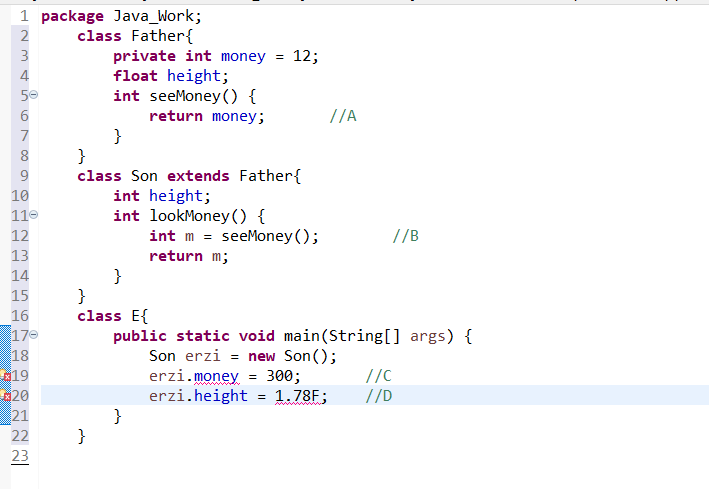 1 package Java_Work;
2 class Father{
3 private int money = 12;
4 float height;
5 int seeMoney() {
6 return money; //A
7 }
8 }
9 class Son extends Father{
10 int height;
11 int lookMoney() {
12 int m = seeMoney(); //B
13 return m;
14 }
15 }
16 class E{
17 public static void main(String[] args) {
18 Son erzi = new Son();
19 erzi.money = 300; //C
20 erzi.height = 1.78F; //D
21 }
22 }
23